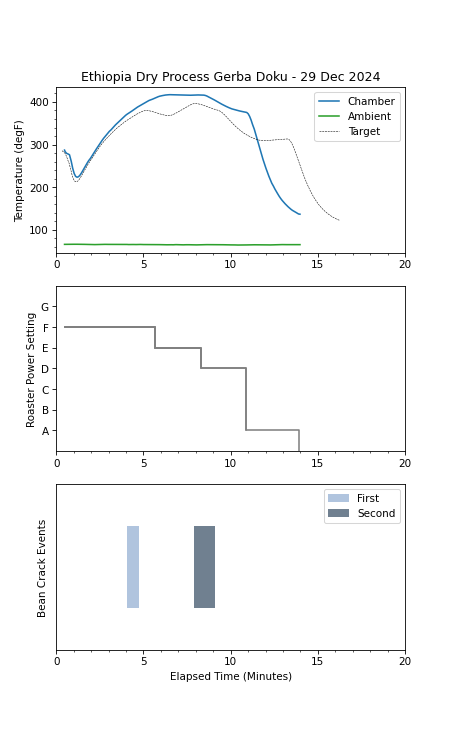 Ethiopia Dry Process Gerba Doku - 29 Dec 2024
Temperature (degF)
400
300
200
100
Chamber
Ambient
Target
0 5 10 15 20
Roaster Power Setting
G
F
E
D
C
B
A
0 5 10 15 20
Bean Crack Events
First
Second
0 5 10 15 20
Elapsed Time (Minutes)